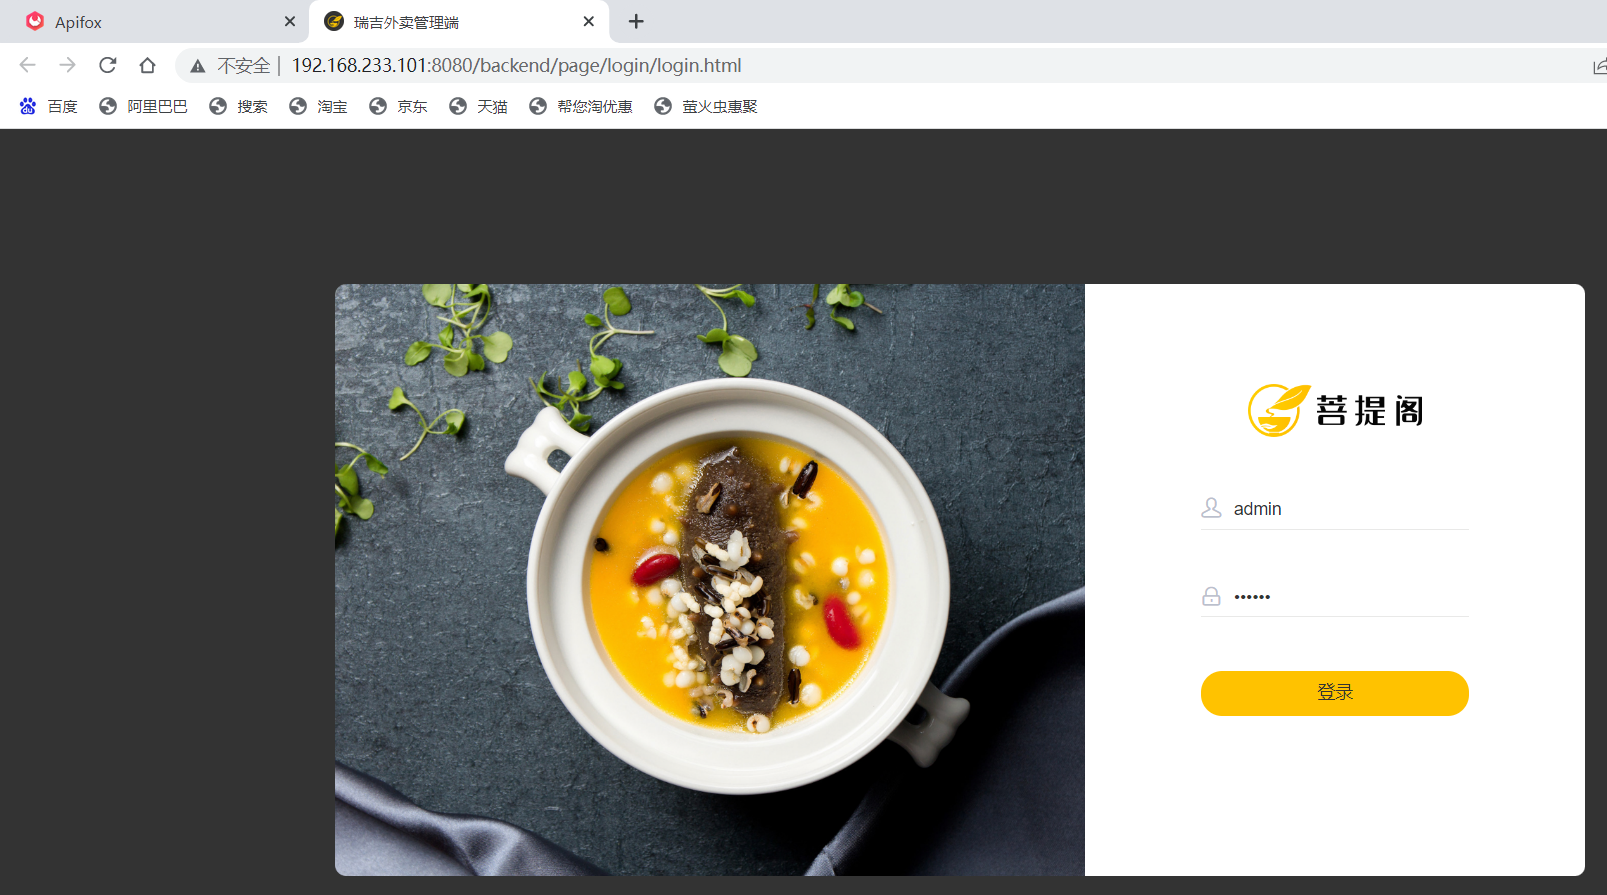 Apifox
瑞吉外卖管理端
不安全 | 192.168.233.101:8080/backend/page/login/login.html
百度 阿里巴巴 搜索 淘宝 京东 天猫 帮您淘优惠 萤火虫惠聚
菩提阁
admin
••••••
登录